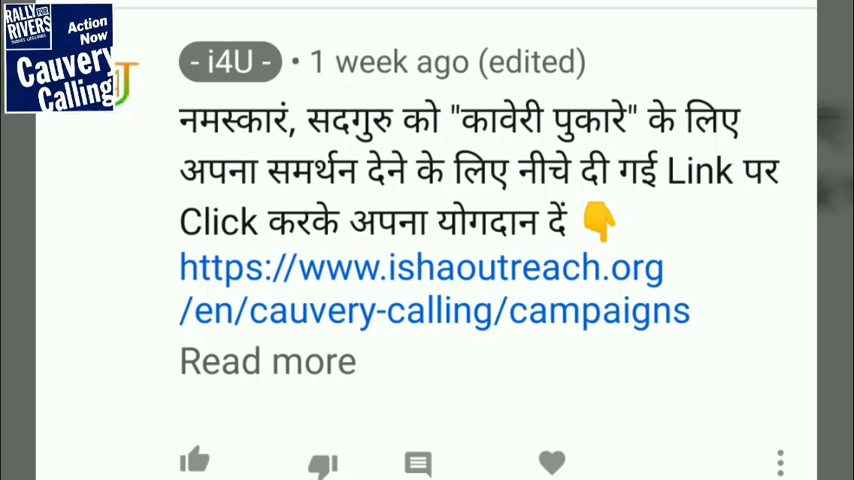 RALLY FOR
RIVERS
Action
Now
Cauvery
Calling
- i4U - • 1 week ago (edited)
नमस्कारं, सदगुरु को "कावेरी पुकारे" के लिए
अपना समर्थन देने के लिए नीचे दी गई Link पर
Click करके अपना योगदान दें 👇
https://www.ishaoutreach.org
/en/cauvery-calling/campaigns
Read more